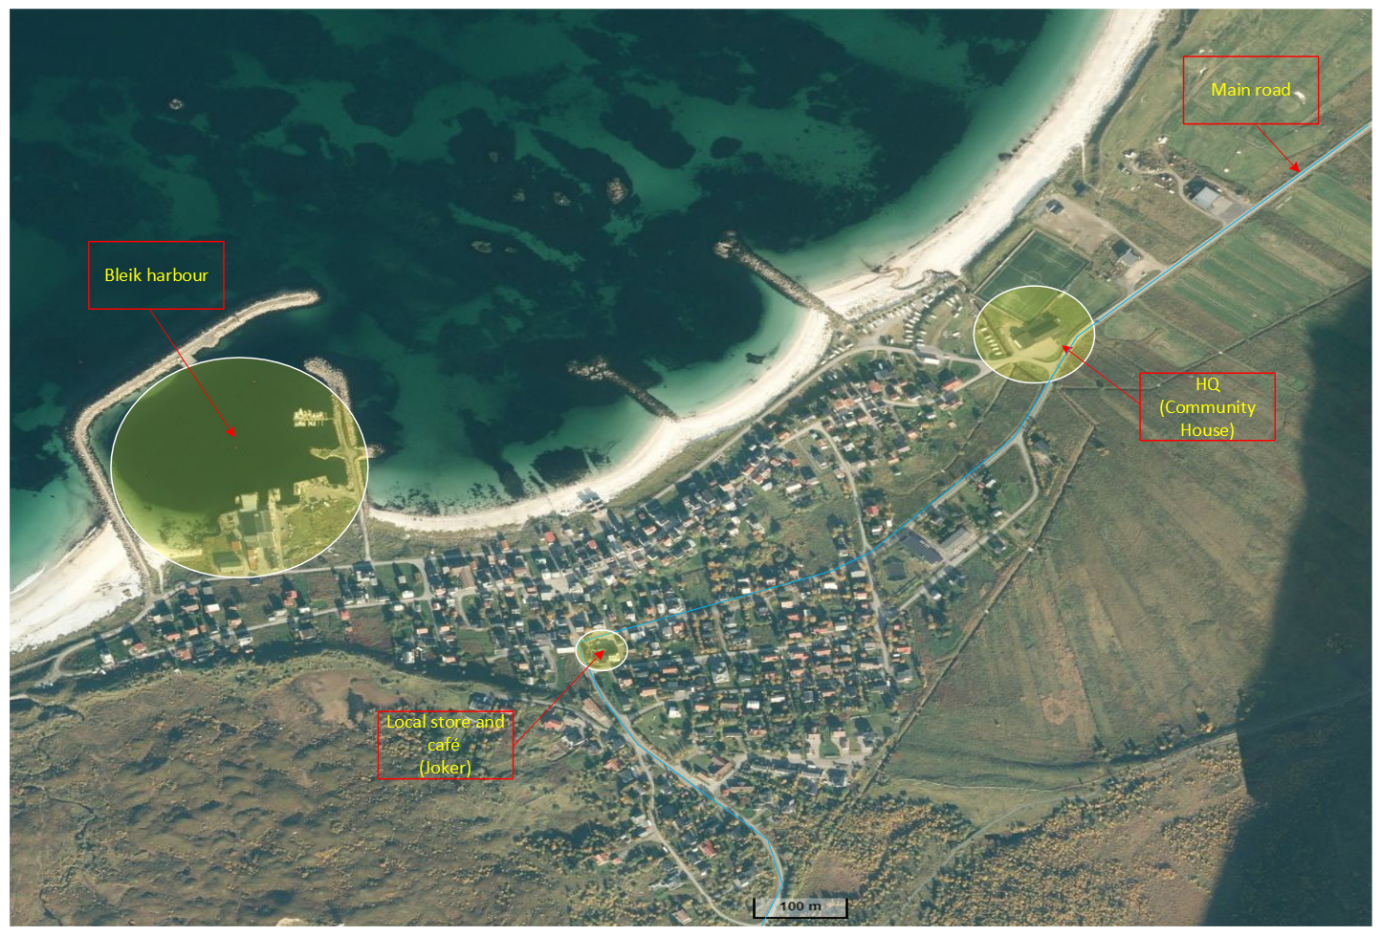 Main road
Bleik harbour
HQ
(Community
House)
Local store and
café
(Joker)
100 m